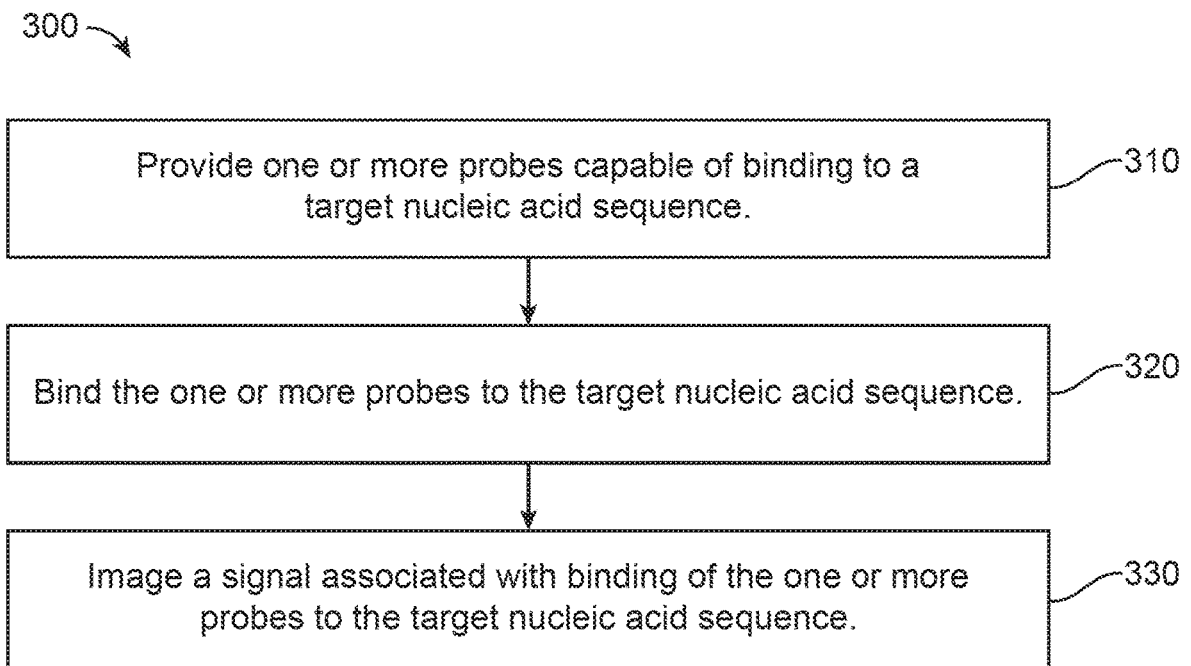 300
Provide one or more probes capable of binding to a
target nucleic acid sequence.
310
Bind the one or more probes to the target nucleic acid sequence.
320
Image a signal associated with binding of the one or more
probes to the target nucleic acid sequence.
330